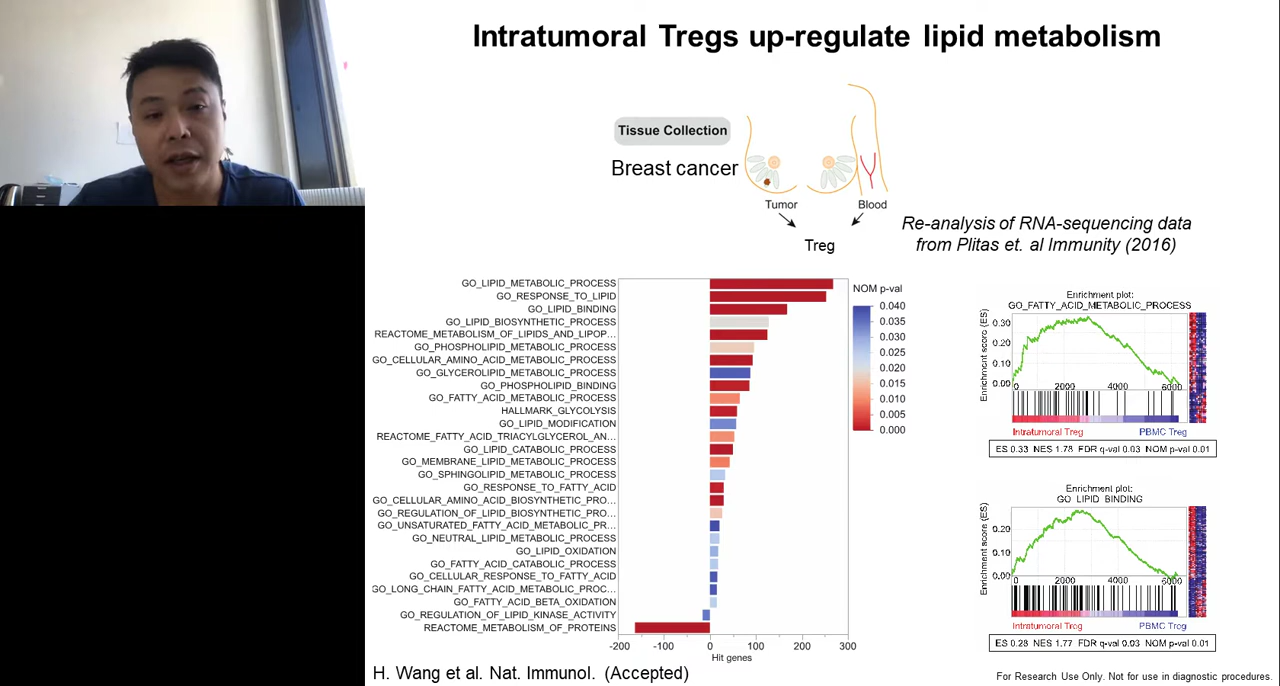 Intratumoral Tregs up-regulate lipid metabolism
Tissue Collection
Breast cancer
Tumor
Blood
Treg
Re-analysis of RNA-sequencing data
from Plitas et. al Immunity (2016)
GO_LIPID_METABOLIC_PROCESS
GO_RESPONSE_TO_LIPID
GO_LIPID_BINDING
GO_LIPID_BIOSYNTHETIC_PROCESS
REACTOME_METABOLISM_OF_LIPIDS_AND_LIPOP...
GO_PHOSPHOLIPID_METABOLIC_PROCESS
GO_CELLULAR_AMINO_ACID_METABOLIC_PROCESS
GO_GLYCEROLIPID_METABOLIC_PROCESS
GO_PHOSPHOLIPID_BINDING
GO_FATTY_ACID_METABOLIC_PROCESS
HALLMARK_GLYCOLYSIS
GO_LIPID_MODIFICATION
REACTOME_FATTY_ACID_TRIACYLGLYCEROL_AN...
GO_LIPID_CATABOLIC_PROCESS
GO_MEMBRANE_LIPID_METABOLIC_PROCESS
GO_SPHINGOLIPID_METABOLIC_PROCESS
GO_RESPONSE_TO_FATTY_ACID
GO_CELLULAR_AMINO_ACID_BIOSYNTHETIC_PRO...
GO_REGULATION_OF_LIPID_BIOSYNTHETIC_PRO...
GO_UNSATURATED_FATTY_ACID_METABOLIC_PR...
GO_NEUTRAL_LIPID_METABOLIC_PROCESS
GO_LIPID_OXIDATION
GO_FATTY_ACID_CATABOLIC_PROCESS
GO_CELLULAR_RESPONSE_TO_FATTY_ACID
GO_LONG_CHAIN_FATTY_ACID_METABOLIC_PROC...
GO_FATTY_ACID_BETA_OXIDATION
GO_REGULATION_OF_LIPID_KINASE_ACTIVITY
REACTOME_METABOLISM_OF_PROTEINS
-200 -100 0 100 200 300
Hit genes
NOM p-val
0.040
0.035
0.030
0.025
0.020
0.015
0.010
0.005
0.000
Enrichment plot:
GO_FATTY_ACID_METABOLIC_PROCESS
Enrichment score (ES)
0.30
0.20
0.10
0.00
0 2000 4000 6000
Intratumoral Treg PBMC Treg
ES 0.33 NES 1.78 FDR q-val 0.03 NOM p-val 0.01
Enrichment plot:
GO LIPID BINDING
Enrichment score (ES)
0.20
0.10
0.00
0 2000 4000 6000
Intratumoral Treg PBMC Treg
ES 0.28 NES 1.77 FDR q-val 0.03 NOM p-val 0.01
H. Wang et al. Nat. Immunol. (Accepted)
For Research Use Only. Not for use in diagnostic procedures.